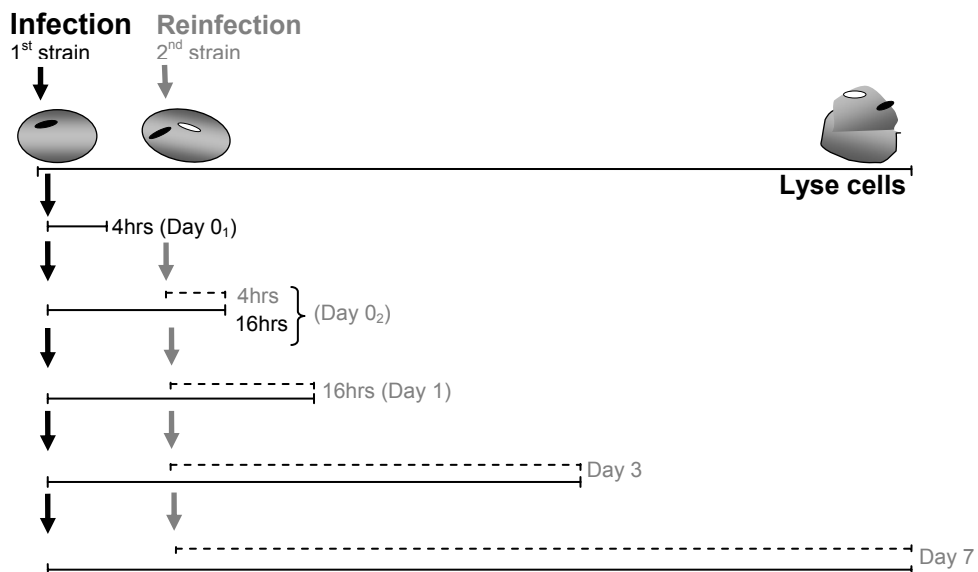 Infection Reinfection
1st strain 2nd strain
Lyse cells
4hrs (Day 0₁)
4hrs
16hrs
(Day 0₂)
16hrs (Day 1)
Day 3
Day 7